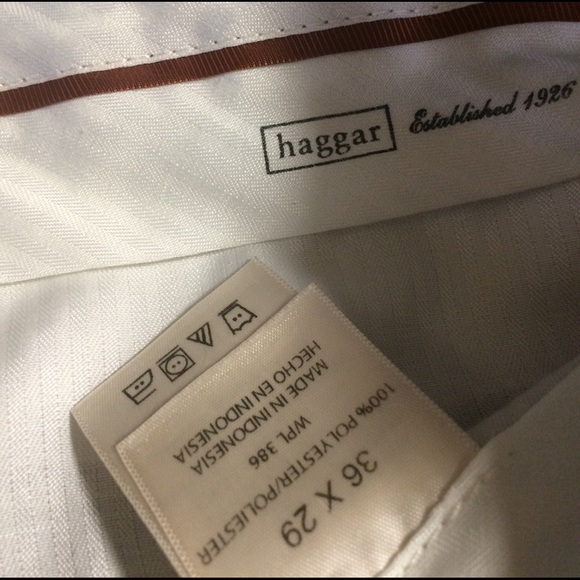 haggar
Established 1926
36 X 29
100% POLYESTER/POLIESTER
WPL 386
MADE IN INDONESIA
HECHO EN INDONESIA